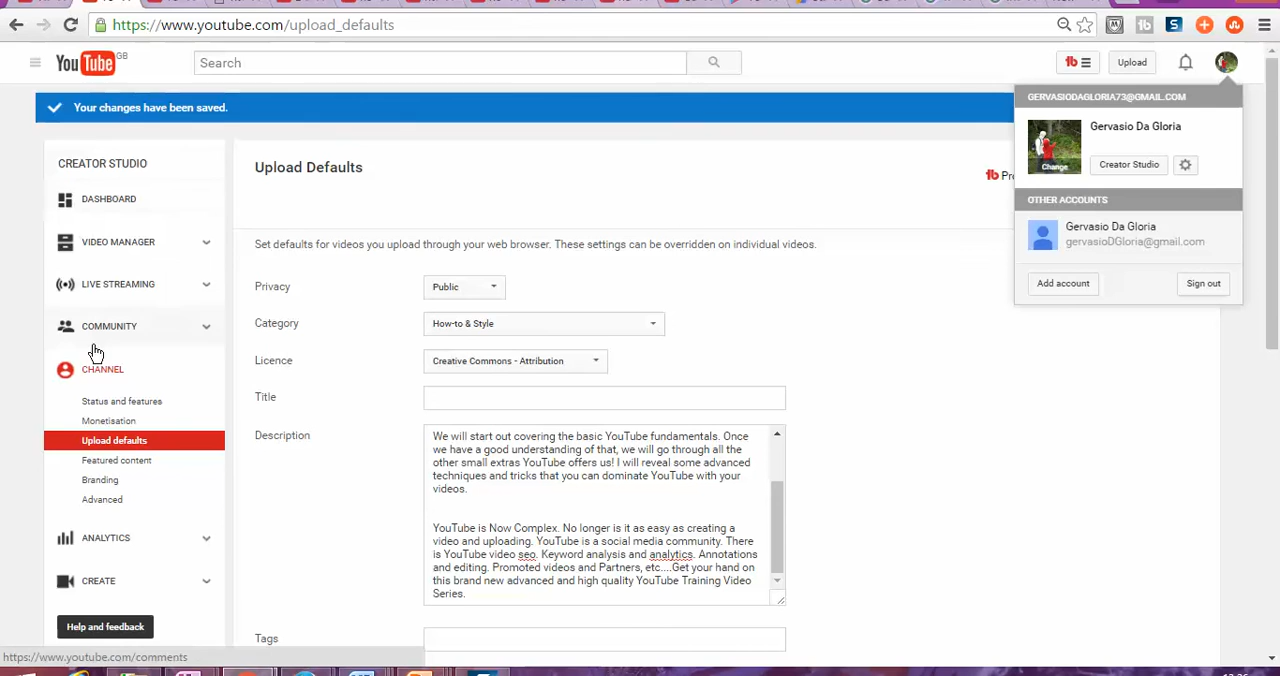 https://www.youtube.com/upload_defaults
YouTube GB
Search
Upload
Your changes have been saved.
GERVASIODAGLORIA73@GMAIL.COM
Gervasio Da Gloria
Change
Creator Studio
OTHER ACCOUNTS
Gervasio Da Gloria
gervasioDGloria@gmail.com
Add account
Sign out
CREATOR STUDIO
DASHBOARD
VIDEO MANAGER
LIVE STREAMING
COMMUNITY
CHANNEL
Status and features
Monetisation
Upload defaults
Featured content
Branding
Advanced
ANALYTICS
CREATE
Help and feedback
https://www.youtube.com/comments
Upload Defaults
Set defaults for videos you upload through your web browser. These settings can be overridden on individual videos.
Privacy
Public
Category
How-to & Style
Licence
Creative Commons - Attribution
Title
Description
We will start out covering the basic YouTube fundamentals. Once
we have a good understanding of that, we will go through all the
other small extras YouTube offers us! I will reveal some advanced
techniques and tricks that you can dominate YouTube with your
videos.
YouTube is Now Complex. No longer is it as easy as creating a
video and uploading. YouTube is a social media community. There
is YouTube video seo. Keyword analysis and analytics. Annotations
and editing. Promoted videos and Partners, etc....Get your hand on
this brand new advanced and high quality YouTube Training Video
Series.
Tags